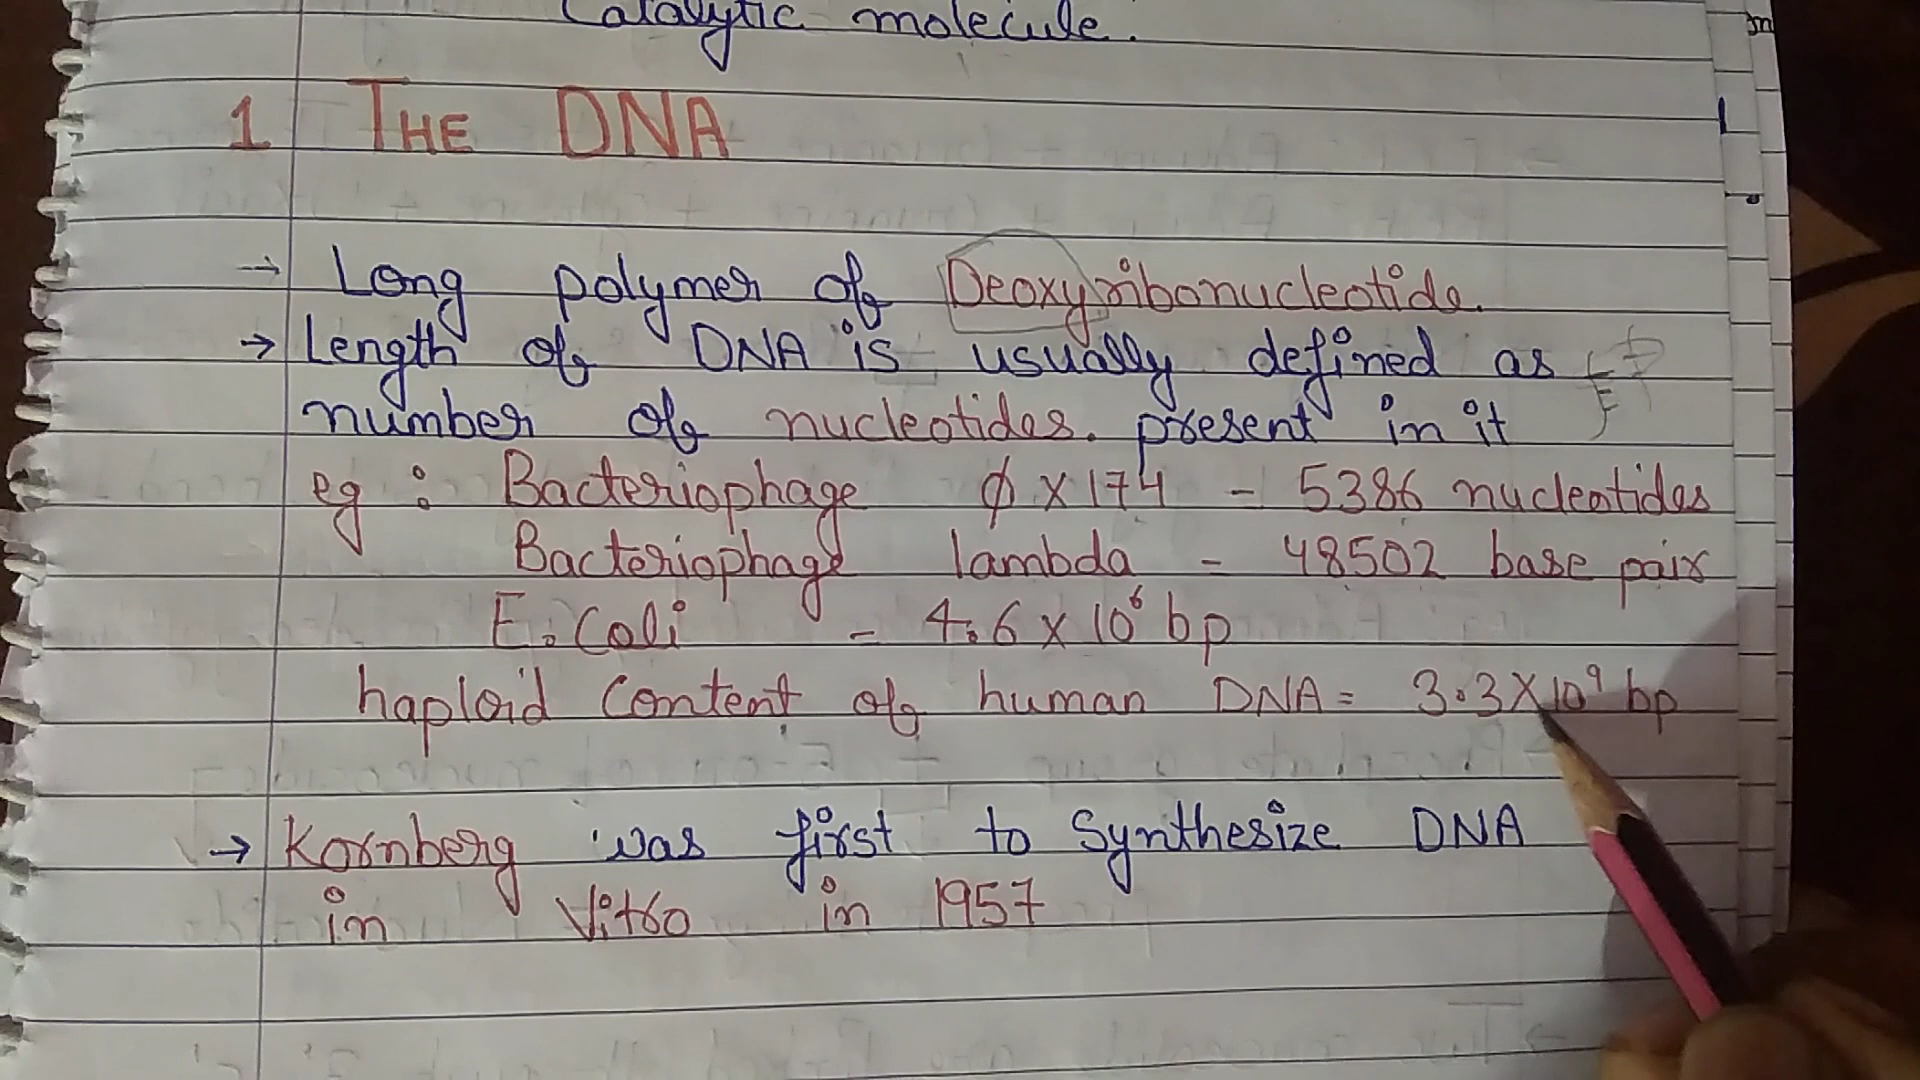 Catalytic molecule.
1 THE DNA
→ Long polymer of Deoxyribonucleotide.
→ Length of DNA is usually defined as
number of nucleotides. present in it
eg : Bacteriophage φ X 174 - 5386 nucleotides
Bacteriophage lambda - 48502 base pair
E. Coli - 4.6 x 10⁶ bp
haploid Content of human DNA = 3.3 X 10⁹ bp
→ Kornberg was first to Synthesize DNA
in Vitro in 1957